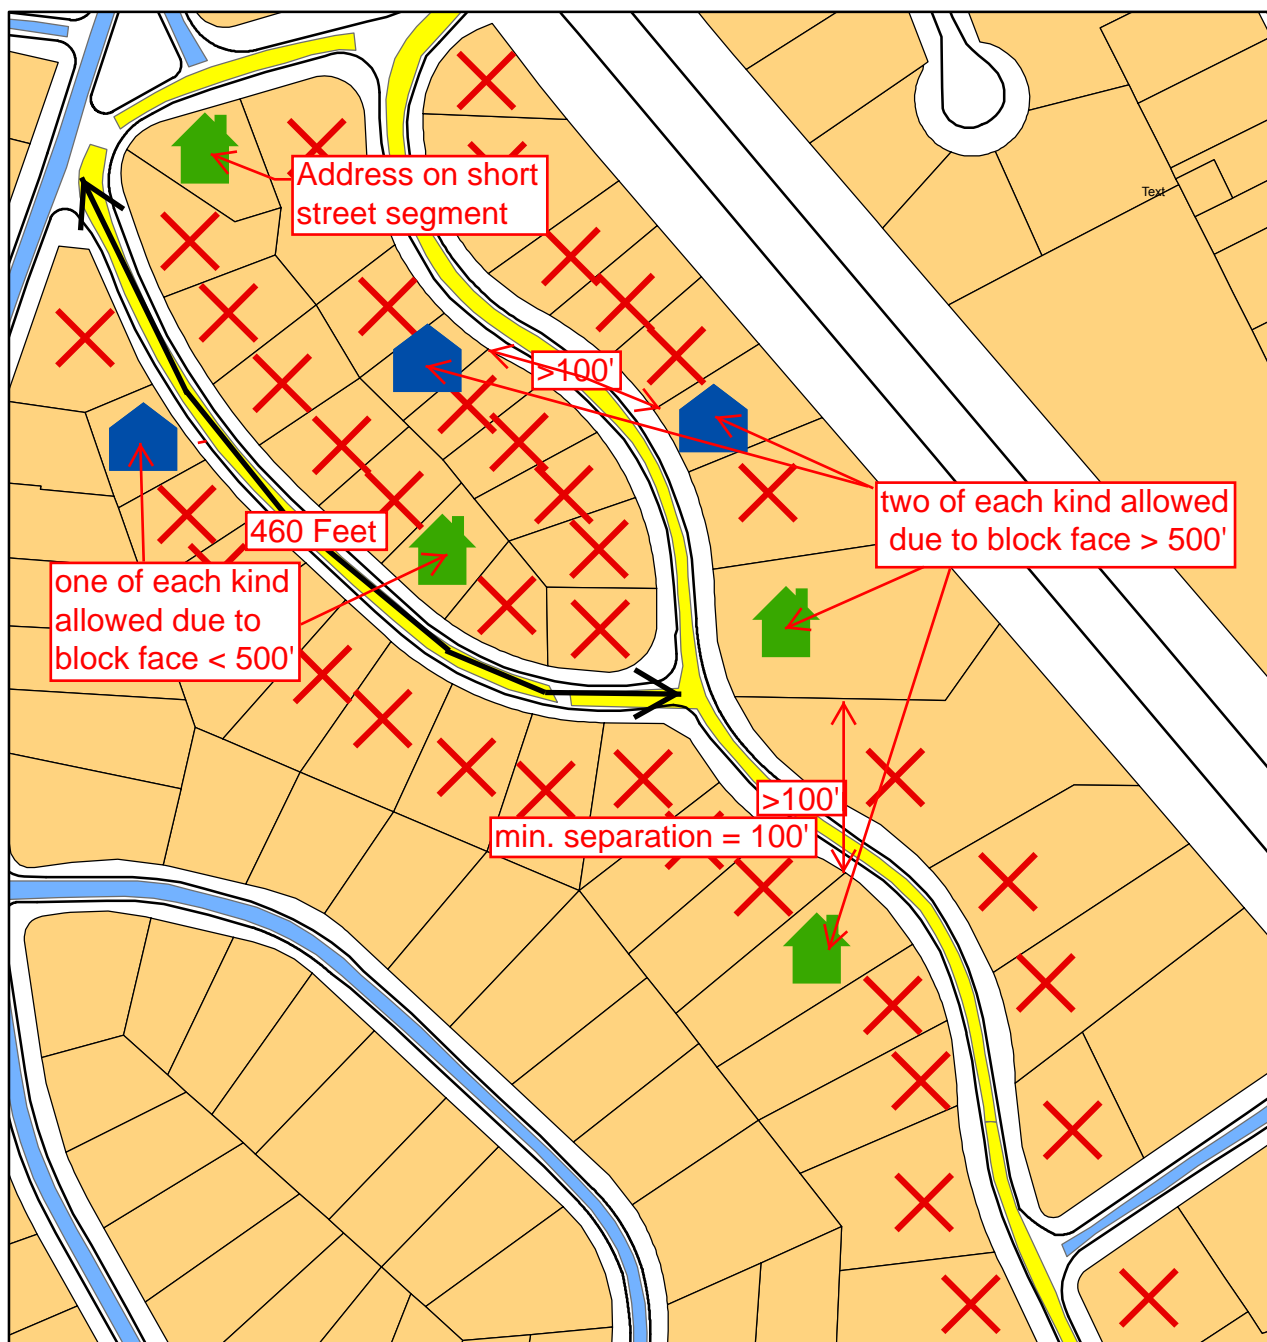 Address on short
street segment
Text
>100'
two of each kind allowed
due to block face > 500'
460 Feet
one of each kind
allowed due to
block face < 500'
>100'
min. separation = 100'